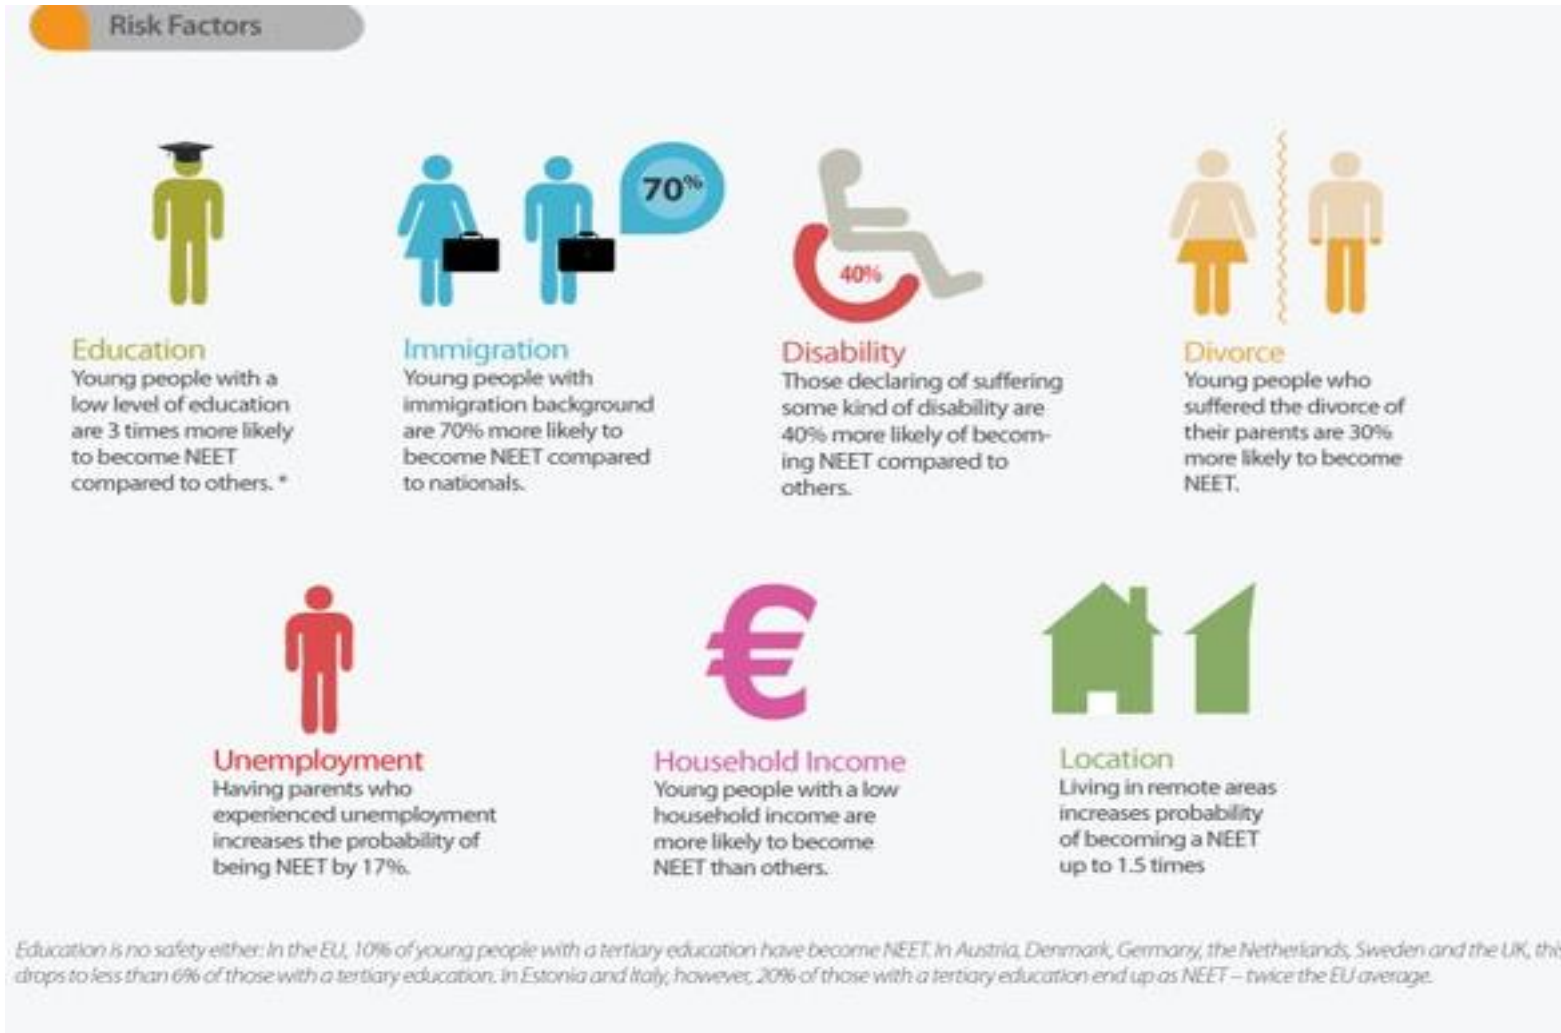 Risk Factors
70%
40%
Education
Young people with a
low level of education
are 3 times more likely
to become NEET
compared to others. *
Immigration
Young people with
immigration background
are 70% more likely to
become NEET compared
to nationals.
Disability
Those declaring of suffering
some kind of disability are
40% more likely of becom-
ing NEET compared to
others.
Divorce
Young people who
suffered the divorce of
their parents are 30%
more likely to become
NEET.
Unemployment
Having parents who
experienced unemployment
increases the probability of
being NEET by 17%.
Household Income
Young people with a low
household income are
more likely to become
NEET than others.
Location
Living in remote areas
increases probability
of becoming a NEET
up to 1.5 times
Education is no safety either: In the EU, 10% of young people with a tertiary education have become NEET. In Austria, Denmark, Germany, the Netherlands, Sweden and the UK, this
drops to less than 6% of those with a tertiary education. In Estonia and Italy, however, 20% of those with a tertiary education end up as NEET – twice the EU average.